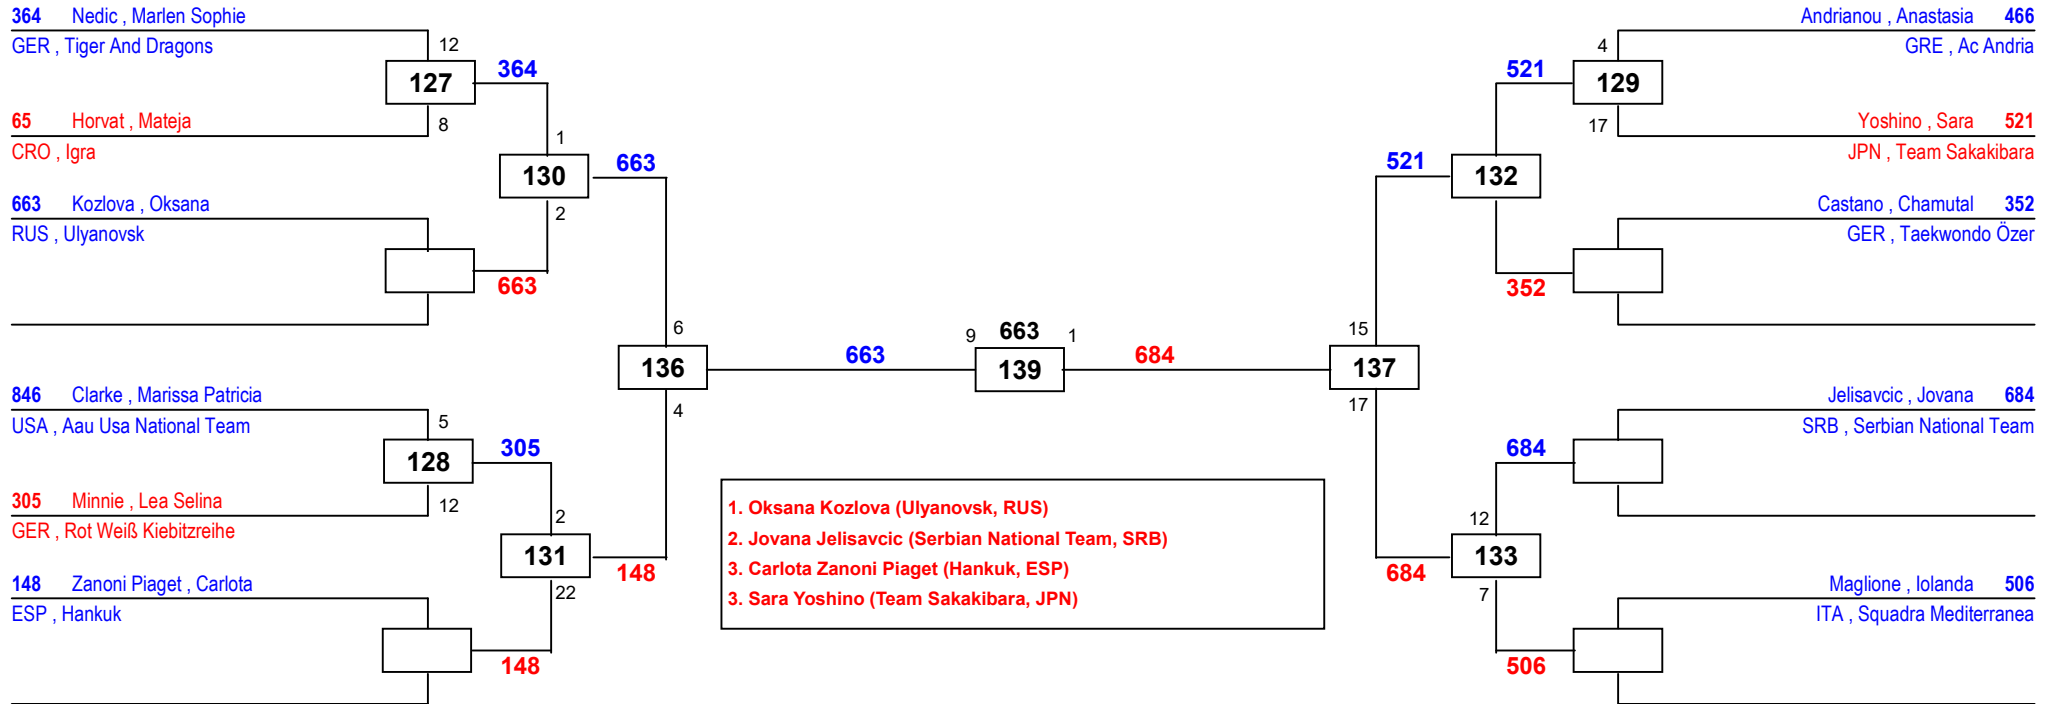 364 Nedic , Marlen Sophie
GER , Tiger And Dragons
12
127
364
8
65 Horvat , Mateja
CRO , Igra
1
130
663
2
663 Kozlova , Oksana
RUS , Ulyanovsk
663
6
136
663
4
846 Clarke , Marissa Patricia
USA , Aau Usa National Team
5
128
305
12
305 Minnie , Lea Selina
GER , Rot Weiß Kiebitzreihe
2
131
148
22
148 Zanoni Piaget , Carlota
ESP , Hankuk
148
9 663 1
139
684
1. Oksana Kozlova (Ulyanovsk, RUS)
2. Jovana Jelisavcic (Serbian National Team, SRB)
3. Carlota Zanoni Piaget (Hankuk, ESP)
3. Sara Yoshino (Team Sakakibara, JPN)
Andrianou , Anastasia 466
GRE , Ac Andria
4
521
129
17
Yoshino , Sara 521
JPN , Team Sakakibara
521
132
Castano , Chamutal 352
GER , Taekwondo Özer
352
15
137
17
Jelisavcic , Jovana 684
SRB , Serbian National Team
684
12
133
684
7
Maglione , Iolanda 506
ITA , Squadra Mediterranea
506